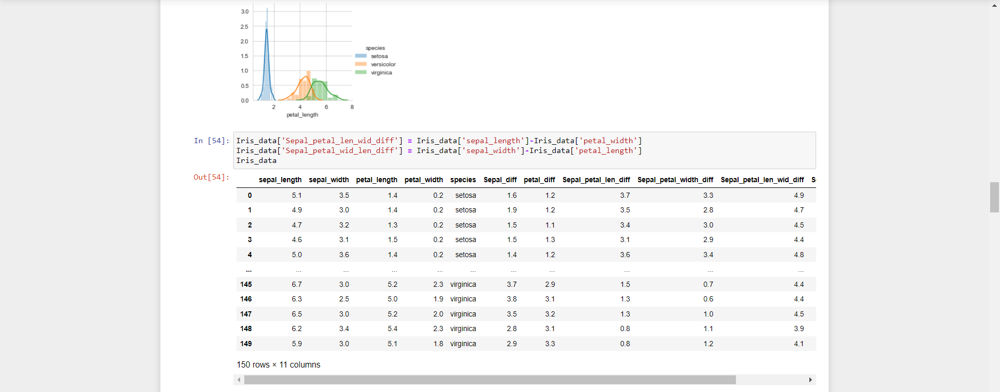 3.0
2.5
2.0
1.5
1.0
0.5
0.0
2 4 6 8
petal_length
species
setosa
versicolor
virginica
In [54]: Iris_data['Sepal_petal_len_wid_diff'] = Iris_data['sepal_length']-Iris_data['petal_width']
Iris_data['Sepal_petal_wid_len_diff'] = Iris_data['sepal_width']-Iris_data['petal_length']
Iris_data
Out[54]:
sepal_length sepal_width petal_length petal_width species Sepal_diff petal_diff Sepal_petal_len_diff Sepal_petal_width_diff Sepal_petal_len_wid_diff
0 5.1 3.5 1.4 0.2 setosa 1.6 1.2 3.7 3.3 4.9
1 4.9 3.0 1.4 0.2 setosa 1.9 1.2 3.5 2.8 4.7
2 4.7 3.2 1.3 0.2 setosa 1.5 1.1 3.4 3.0 4.5
3 4.6 3.1 1.5 0.2 setosa 1.5 1.3 3.1 2.9 4.4
4 5.0 3.6 1.4 0.2 setosa 1.4 1.2 3.6 3.4 4.8
... ... ... ... ... ... ... ... ... ... ...
145 6.7 3.0 5.2 2.3 virginica 3.7 2.9 1.5 0.7 4.4
146 6.3 2.5 5.0 1.9 virginica 3.8 3.1 1.3 0.6 4.4
147 6.5 3.0 5.2 2.0 virginica 3.5 3.2 1.3 1.0 4.5
148 6.2 3.4 5.4 2.3 virginica 2.8 3.1 0.8 1.1 3.9
149 5.9 3.0 5.1 1.8 virginica 2.9 3.3 0.8 1.2 4.1
150 rows × 11 columns